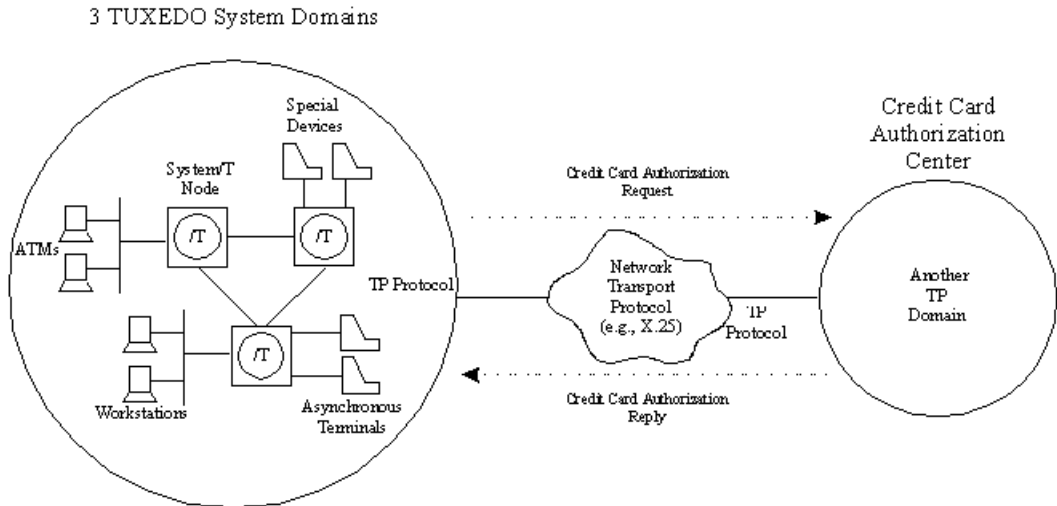 3 TUXEDO System Domains
Special
Devices
System/T
Node
/T
/T
ATMs
/T
Workstations
Asynchronous
Terminals
TP Protocol
Credit Card Authorization
Request
Network
Transport
Protocol
(e.g., X.25)
TP
Protocol
Credit Card Authorization
Reply
Credit Card
Authorization
Center
Another
TP
Domain